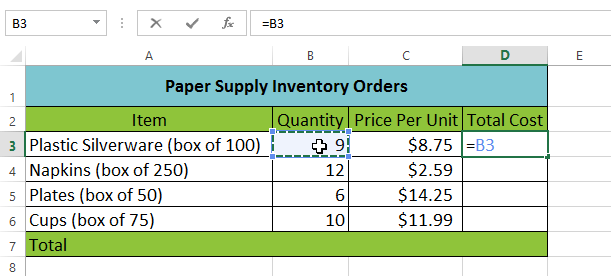 B3 fx =B3
A B C D E
1 Paper Supply Inventory Orders
2 Item Quantity Price Per Unit Total Cost
3 Plastic Silverware (box of 100) 9 $8.75 =B3
4 Napkins (box of 250) 12 $2.59
5 Plates (box of 50) 6 $14.25
6 Cups (box of 75) 10 $11.99
7 Total
8